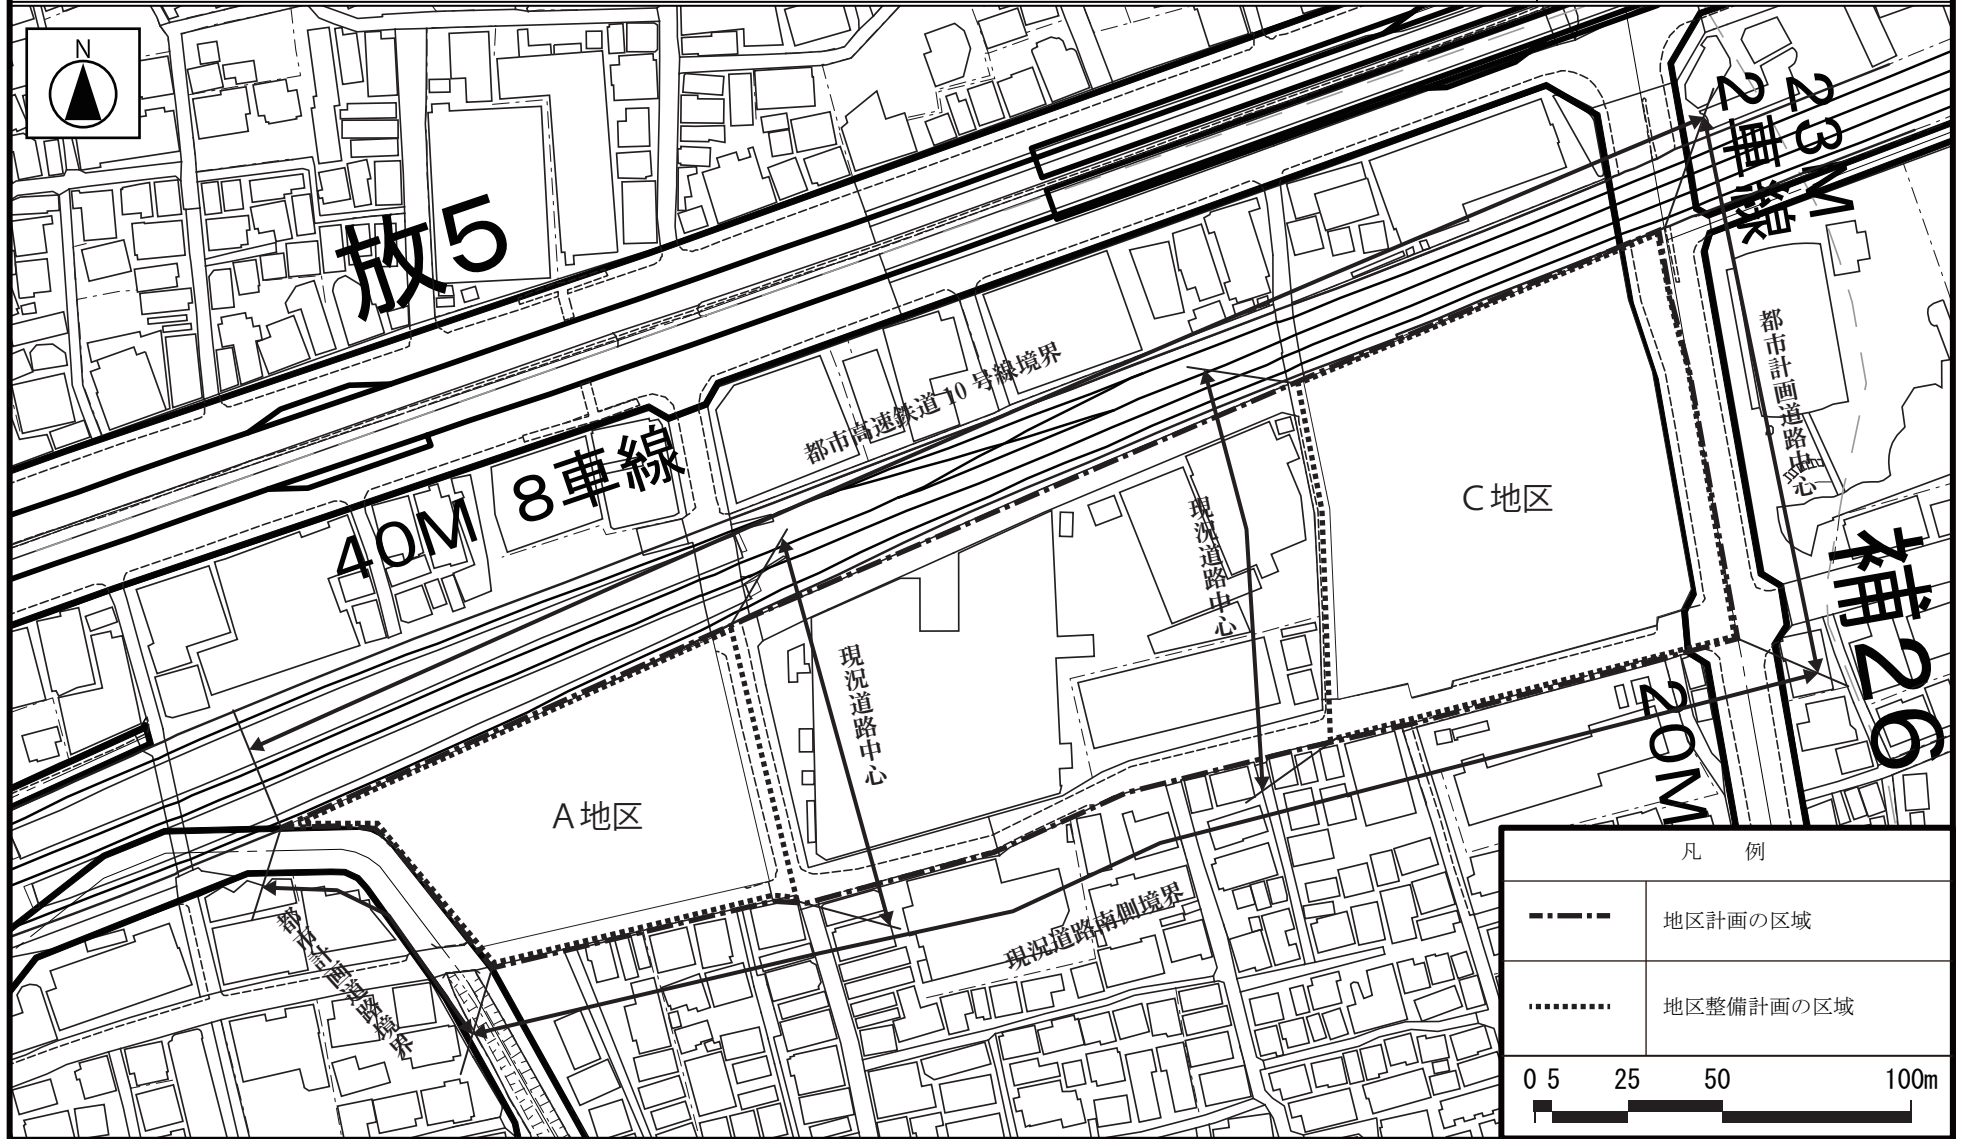 N
放5
40M 8車線
23M
2車線
補26
20M
都市高速鉄道10号線境界
現況道路中心
現況道路中心
都市計画道路中心
C地区
A地区
現況道路南側境界
都市計画道路境界
凡 例
地区計画の区域
地区整備計画の区域
0 5 25 50 100m